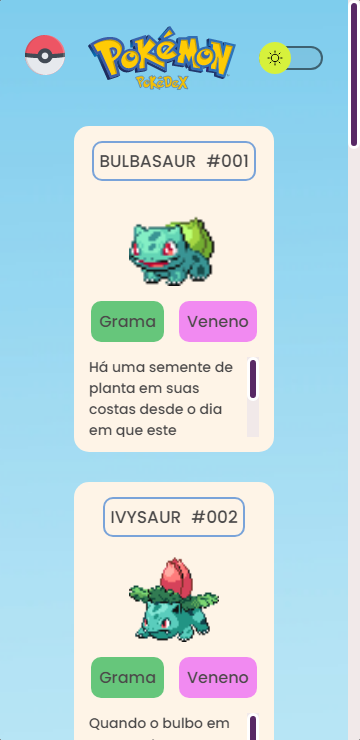 POKéMON
POKéDEX
BULBASAUR #001
Grama Veneno
Há uma semente de
planta em suas
costas desde o dia
em que este
IVYSAUR #002
Grama Veneno
Quando o bulbo em